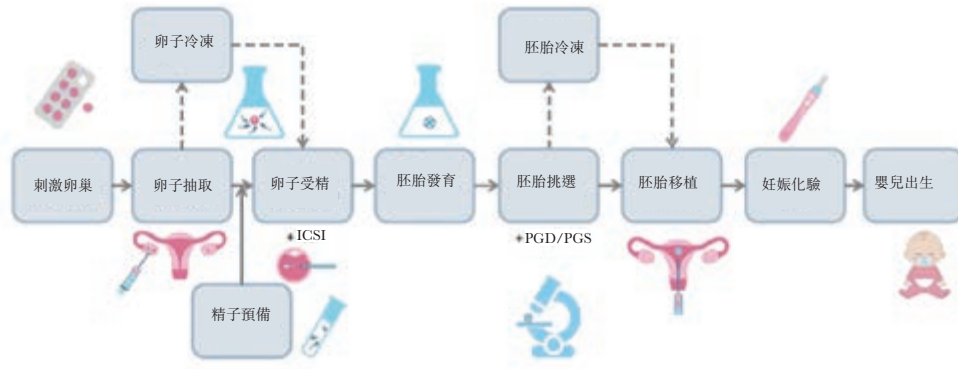 卵子冷凍
胚胎冷凍
刺激卵巢
卵子抽取
卵子受精
胚胎發育
胚胎挑選
胚胎移植
妊娠化驗
嬰兒出生
+ICSI
+PGD/PGS
精子預備